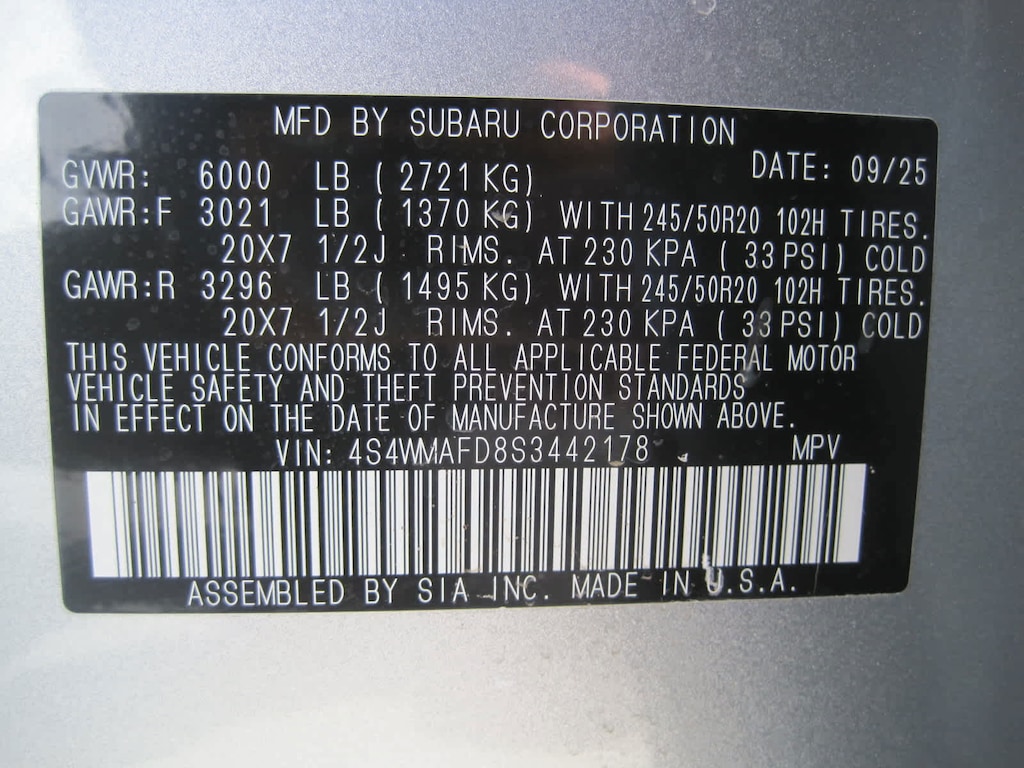 MFD BY SUBARU CORPORATION
DATE: 09/25
GVWR: 6000 LB ( 2721 KG)
GAWR:F 3021 LB ( 1370 KG) WITH 245/50R20 102H TIRES.
20X7 1/2J RIMS. AT 230 KPA ( 33 PSI) COLD
GAWR:R 3296 LB ( 1495 KG) WITH 245/50R20 102H TIRES.
20X7 1/2J RIMS. AT 230 KPA ( 33 PSI) COLD
THIS VEHICLE CONFORMS TO ALL APPLICABLE FEDERAL MOTOR
VEHICLE SAFETY AND THEFT PREVENTION STANDARDS
IN EFFECT ON THE DATE OF MANUFACTURE SHOWN ABOVE.
VIN: 4S4WMAFD8S3442178 MPV
ASSEMBLED BY SIA INC. MADE IN U.S.A.